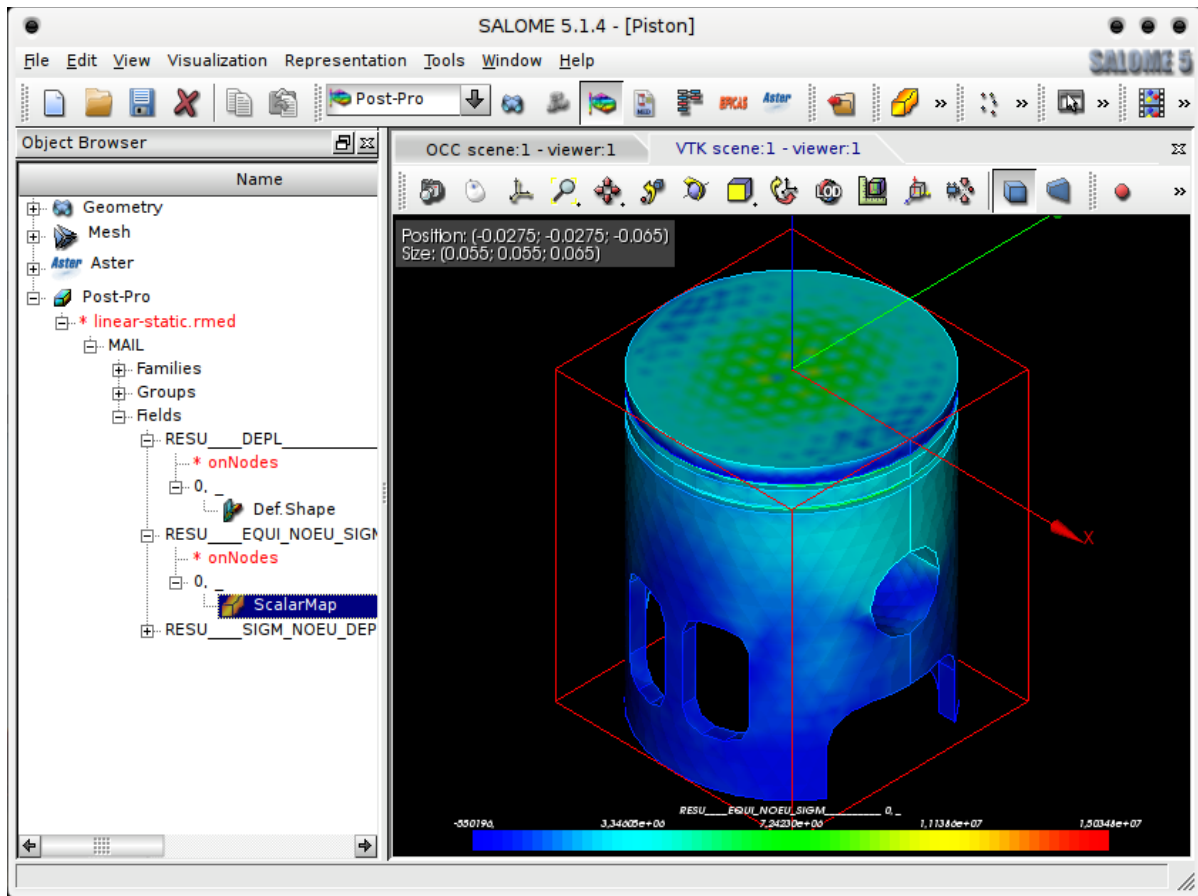 SALOME 5.1.4 - [Piston]
File Edit View Visualization Representation Tools Window Help
SALOME 5
Post-Pro
EFICAS
Aster
»
»
»
»
Object Browser
Name
Geometry
Mesh
Aster Aster
Post-Pro
* linear-static.rmed
MAIL
Families
Groups
Fields
RESU____DEPL__________
* onNodes
0, _
Def.Shape
RESU____EQUI_NOEU_SIGM
* onNodes
0, _
ScalarMap
RESU____SIGM_NOEU_DEP
OCC scene:1 - viewer:1
VTK scene:1 - viewer:1
LOD
»
Position: (-0.0275; -0.0275; -0.065)
Size: (0.055; 0.055; 0.065)
X
RESU____EQUI_NOEU_SIGM__________ 0, _
-550196, 3,34605e+06 7,24230e+06 1,11386e+07 1,50348e+07